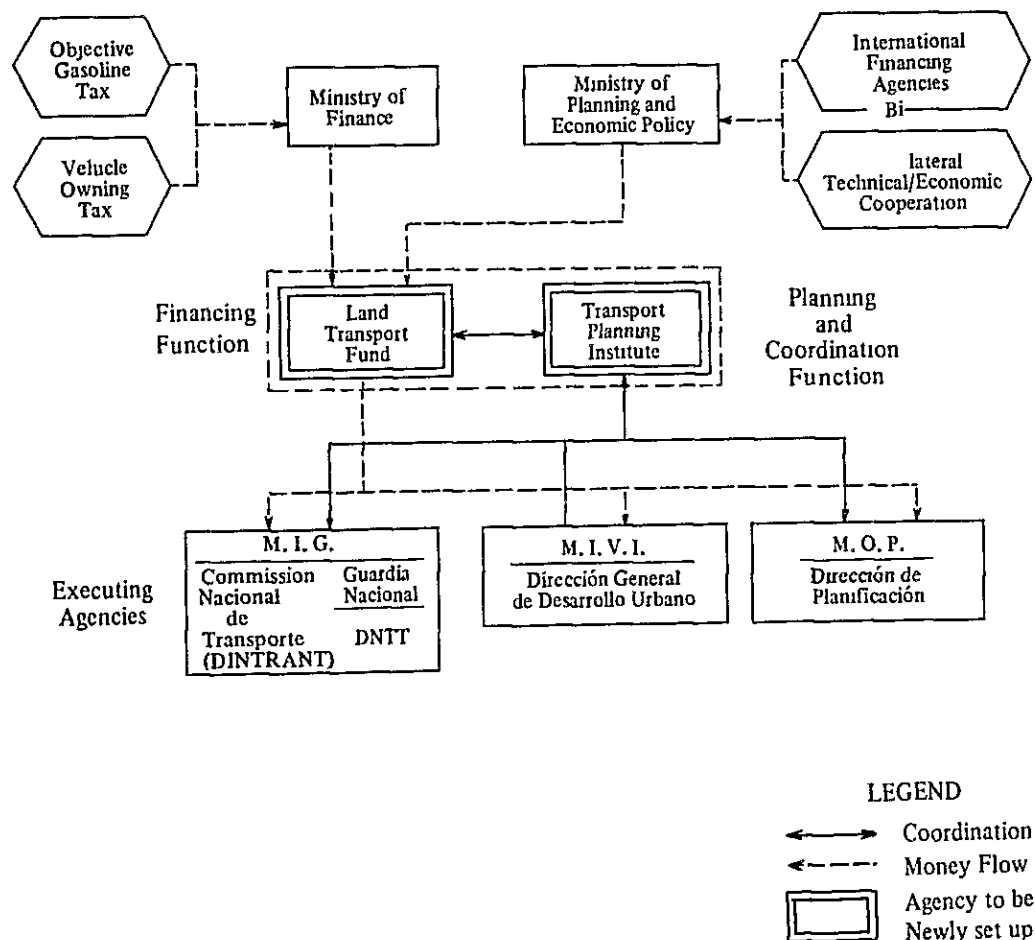 Objective
Gasoline
Tax
Vehicle
Owning
Tax
Ministry of
Finance
Ministry of
Planning and
Economic Policy
International
Financing
Agencies
Bi
lateral
Technical/Economic
Cooperation
Financing
Function
Land
Transport
Fund
Transport
Planning
Institute
Planning
and
Coordination
Function
Executing
Agencies
M. I. G.
Commission
Nacional
de
Transporte
(DINTRANT)
Guardia
Nacional
DNTT
M. I. V. I.
Dirección General
de Desarrollo Urbano
M. O. P.
Dirección de
Planificación
LEGEND
Coordination
Money Flow
Agency to be
Newly set up